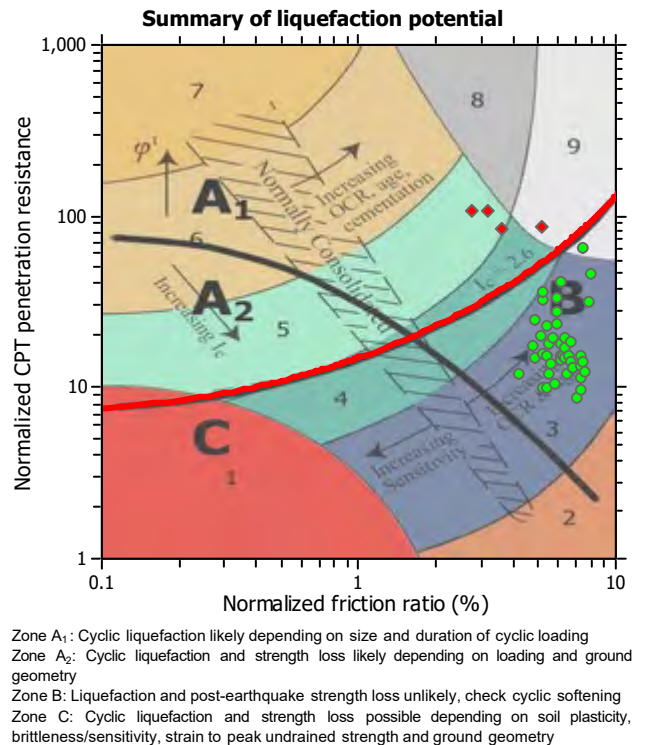 Summary of liquefaction potential
1,000
100
10
1
Normalized CPT penetration resistance
7
8
9
φ'
A1
Increasing
OCR, age,
cementation
Normally Consolidated
6
A2
Increasing Ic
5
Ic = 2.6
B
4
Increasing
OCR, age
3
C
1
Increasing
Sensitivity
2
0.1
1
10
Normalized friction ratio (%)
Zone A1: Cyclic liquefaction likely depending on size and duration of cyclic loading
Zone A2: Cyclic liquefaction and strength loss likely depending on loading and ground
geometry
Zone B: Liquefaction and post-earthquake strength loss unlikely, check cyclic softening
Zone C: Cyclic liquefaction and strength loss possible depending on soil plasticity,
brittleness/sensitivity, strain to peak undrained strength and ground geometry